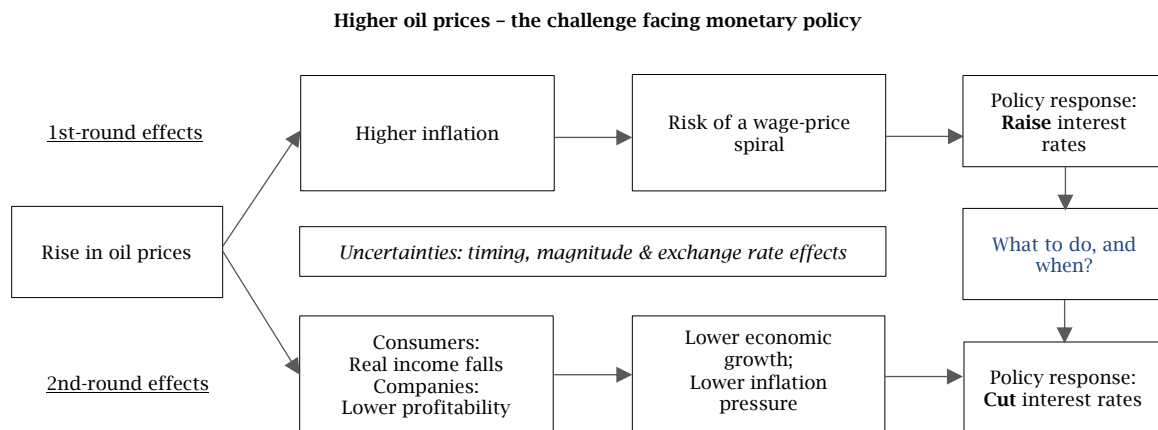 Higher oil prices – the challenge facing monetary policy
1st-round effects
Higher inflation
Risk of a wage-price
spiral
Policy response:
Raise interest
rates
Rise in oil prices
Uncertainties: timing, magnitude & exchange rate effects
What to do, and
when?
2nd-round effects
Consumers:
Real income falls
Companies:
Lower profitability
Lower economic
growth;
Lower inflation
pressure
Policy response:
Cut interest rates